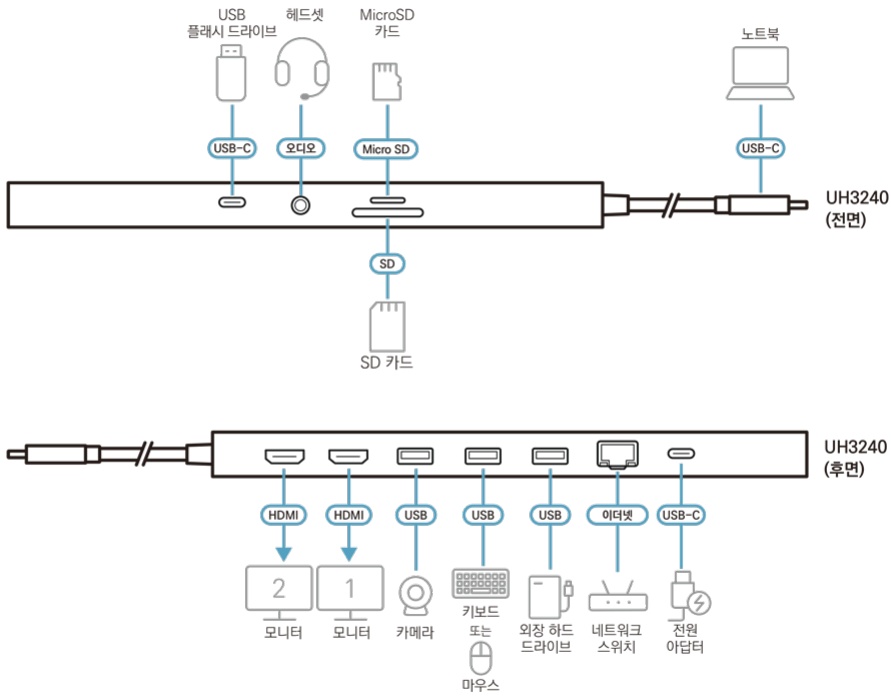 USB
플래시 드라이브
헤드셋
MicroSD
카드
노트북
USB-C
오디오
Micro SD
USB-C
UH3240
(전면)
SD
SD 카드
UH3240
(후면)
HDMI
HDMI
USB
USB
USB
이더넷
USB-C
2
모니터
1
모니터
카메라
키보드
또는
마우스
외장 하드
드라이브
네트워크
스위치
전원
아답터